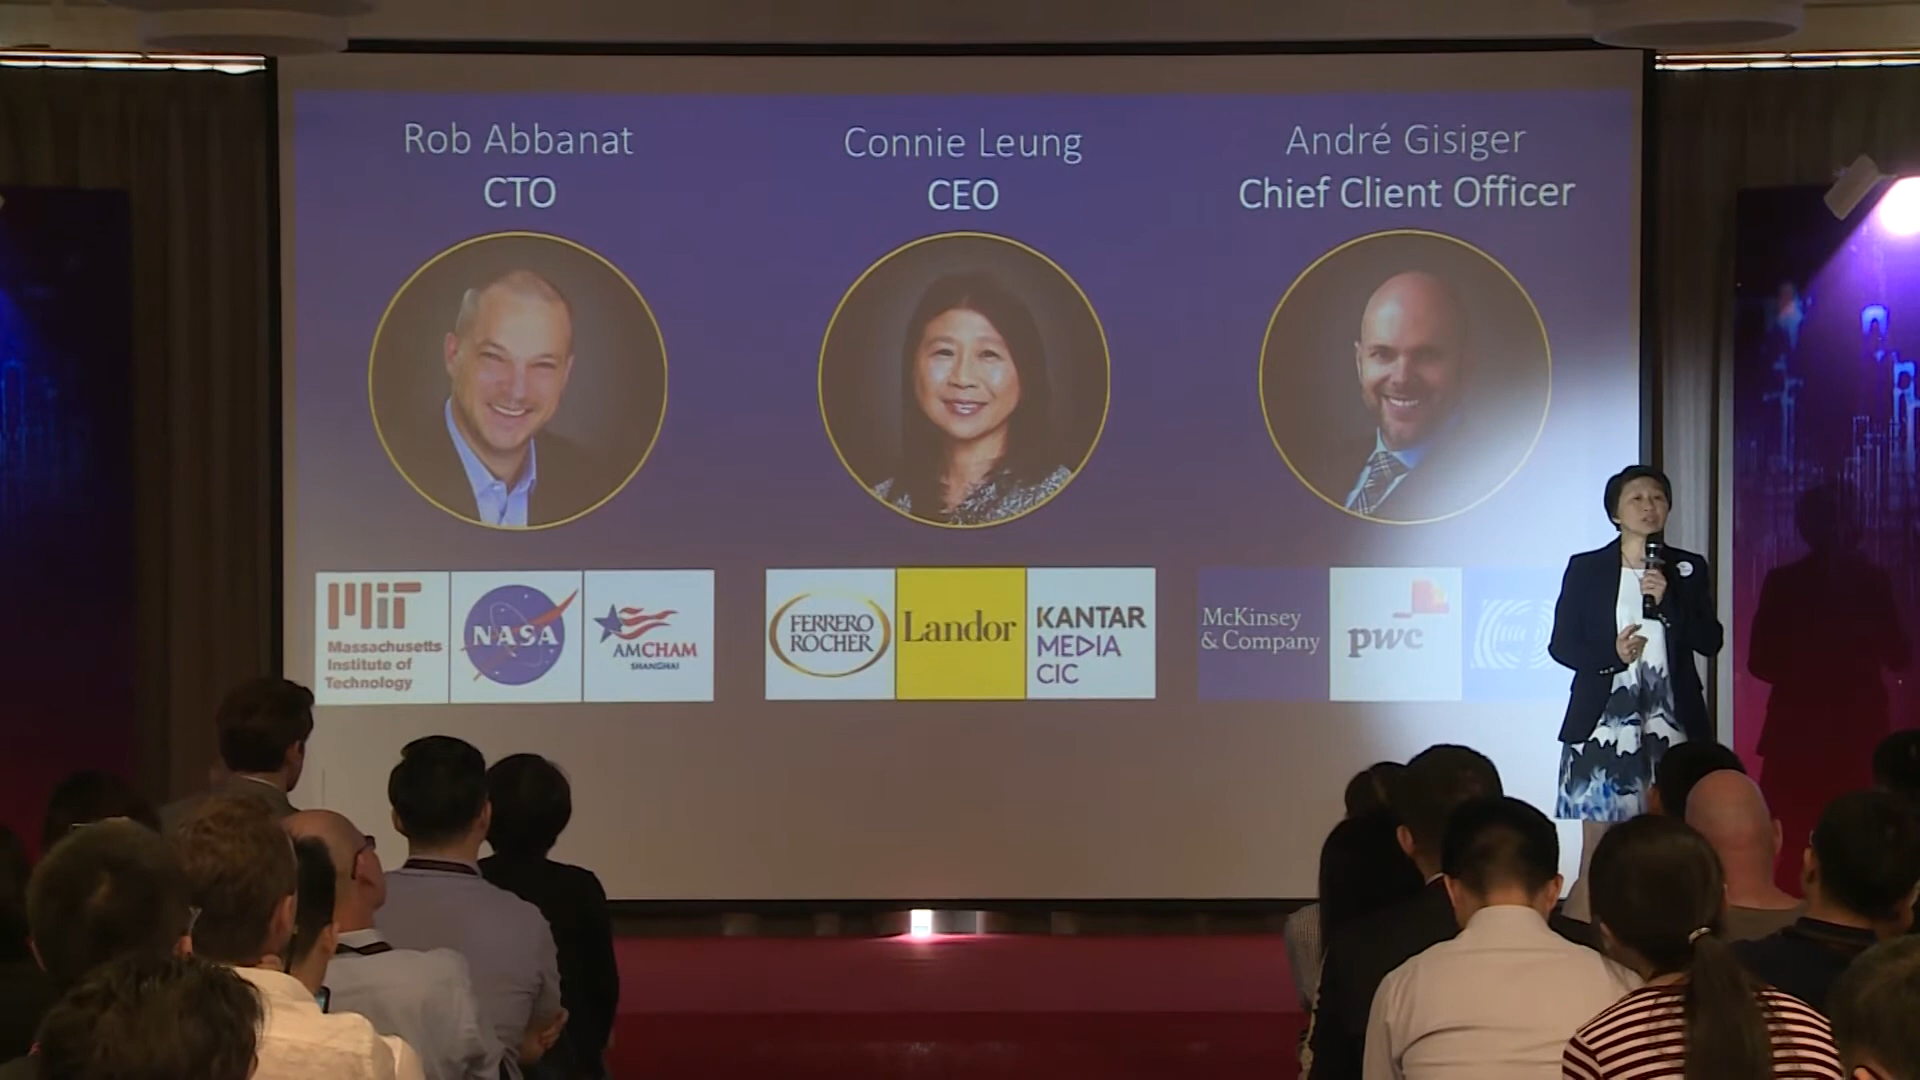 Rob Abbanat
CTO
Connie Leung
CEO
André Gisiger
Chief Client Officer
MiT
Massachusetts
Institute of
Technology
NASA
AMCHAM
SHANGHAI
FERRERO
ROCHER
Landor
KANTAR
MEDIA
CIC
McKinsey
& Company
pwc